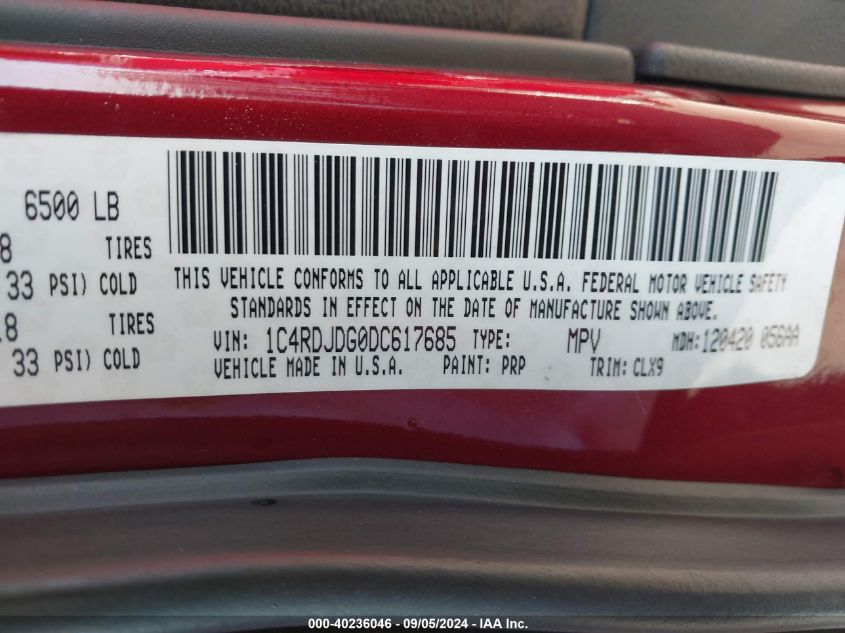 6500 LB
8 TIRES
33 PSI) COLD
18 TIRES
33 PSI) COLD
THIS VEHICLE CONFORMS TO ALL APPLICABLE U.S.A. FEDERAL MOTOR VEHICLE SAFETY
STANDARDS IN EFFECT ON THE DATE OF MANUFACTURE SHOWN ABOVE.
VIN: 1C4RDJDG0DC617685 TYPE: MPV MDH:120420 056AA
VEHICLE MADE IN U.S.A. PAINT: PRP TRIM: CLX9
000-40236046 - 09/05/2024 - IAA Inc.